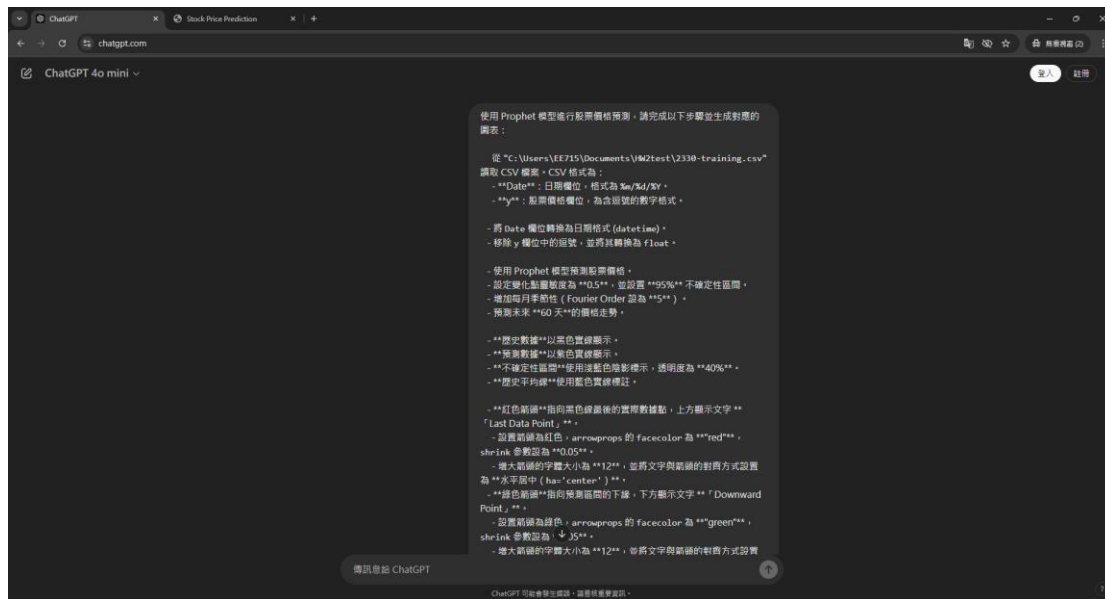 ChatGPT
Stock Price Prediction
chatgpt.com
無痕視窗 (2)
ChatGPT 4o mini
登入
註冊
使用 Prophet 模型進行股票價格預測，請完成以下步驟並生成對應的
圖表：
從 "C:\Users\EE715\Documents\HW2test\2330-training.csv"
讀取 CSV 檔案。CSV 格式為：
- **Date**：日期欄位，格式為 %m/%d/%Y。
- **y**：股票價格欄位，為含逗號的數字格式。
- 將 Date 欄位轉換為日期格式 (datetime)。
- 移除 y 欄位中的逗號，並將其轉換為 float。
- 使用 Prophet 模型預測股票價格。
- 設定變化點靈敏度為 **0.5**，並設置 **95%** 不確定性區間。
- 增加每月季節性（Fourier Order 設為 **5**）。
- 預測未來 **60 天**的價格走勢。
- **歷史數據**以黑色實線顯示。
- **預測數據**以紫色實線顯示。
- **不確定性區間**使用淺藍色陰影標示，透明度為 **40%**。
- **歷史平均線**使用藍色實線標註。
- **紅色箭頭**指向黑色線最後的實際數據點，上方顯示文字 **
「Last Data Point」**。
- 設置箭頭為紅色，arrowprops 的 facecolor 為 **"red"**，
shrink 參數設為 **0.05**。
- 增大箭頭的字體大小為 **12**，並將文字與箭頭的對齊方式設置
為 **水平居中（ha='center'）**。
- **綠色箭頭**指向預測區間的下緣，下方顯示文字 **「Downward
Point」**。
- 設置箭頭為綠色，arrowprops 的 facecolor 為 **"green"**，
shrink 參數設為 05**。
- 增大箭頭的字體大小為 **12**，並將文字與箭頭的對齊方式設置
傳訊息給 ChatGPT
ChatGPT 可能會發生錯誤。請查核重要資訊。